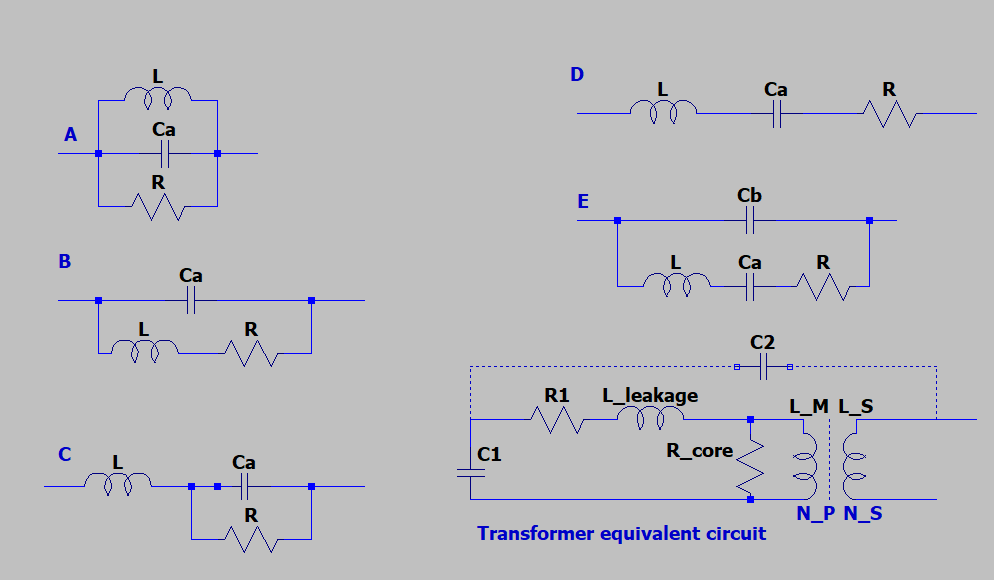 A
L
Ca
R
B
Ca
L
R
C
L
Ca
R
D
L
Ca
R
E
Cb
L
Ca
R
C2
R1
L_leakage
L_M
L_S
C1
R_core
N_P
N_S
Transformer equivalent circuit